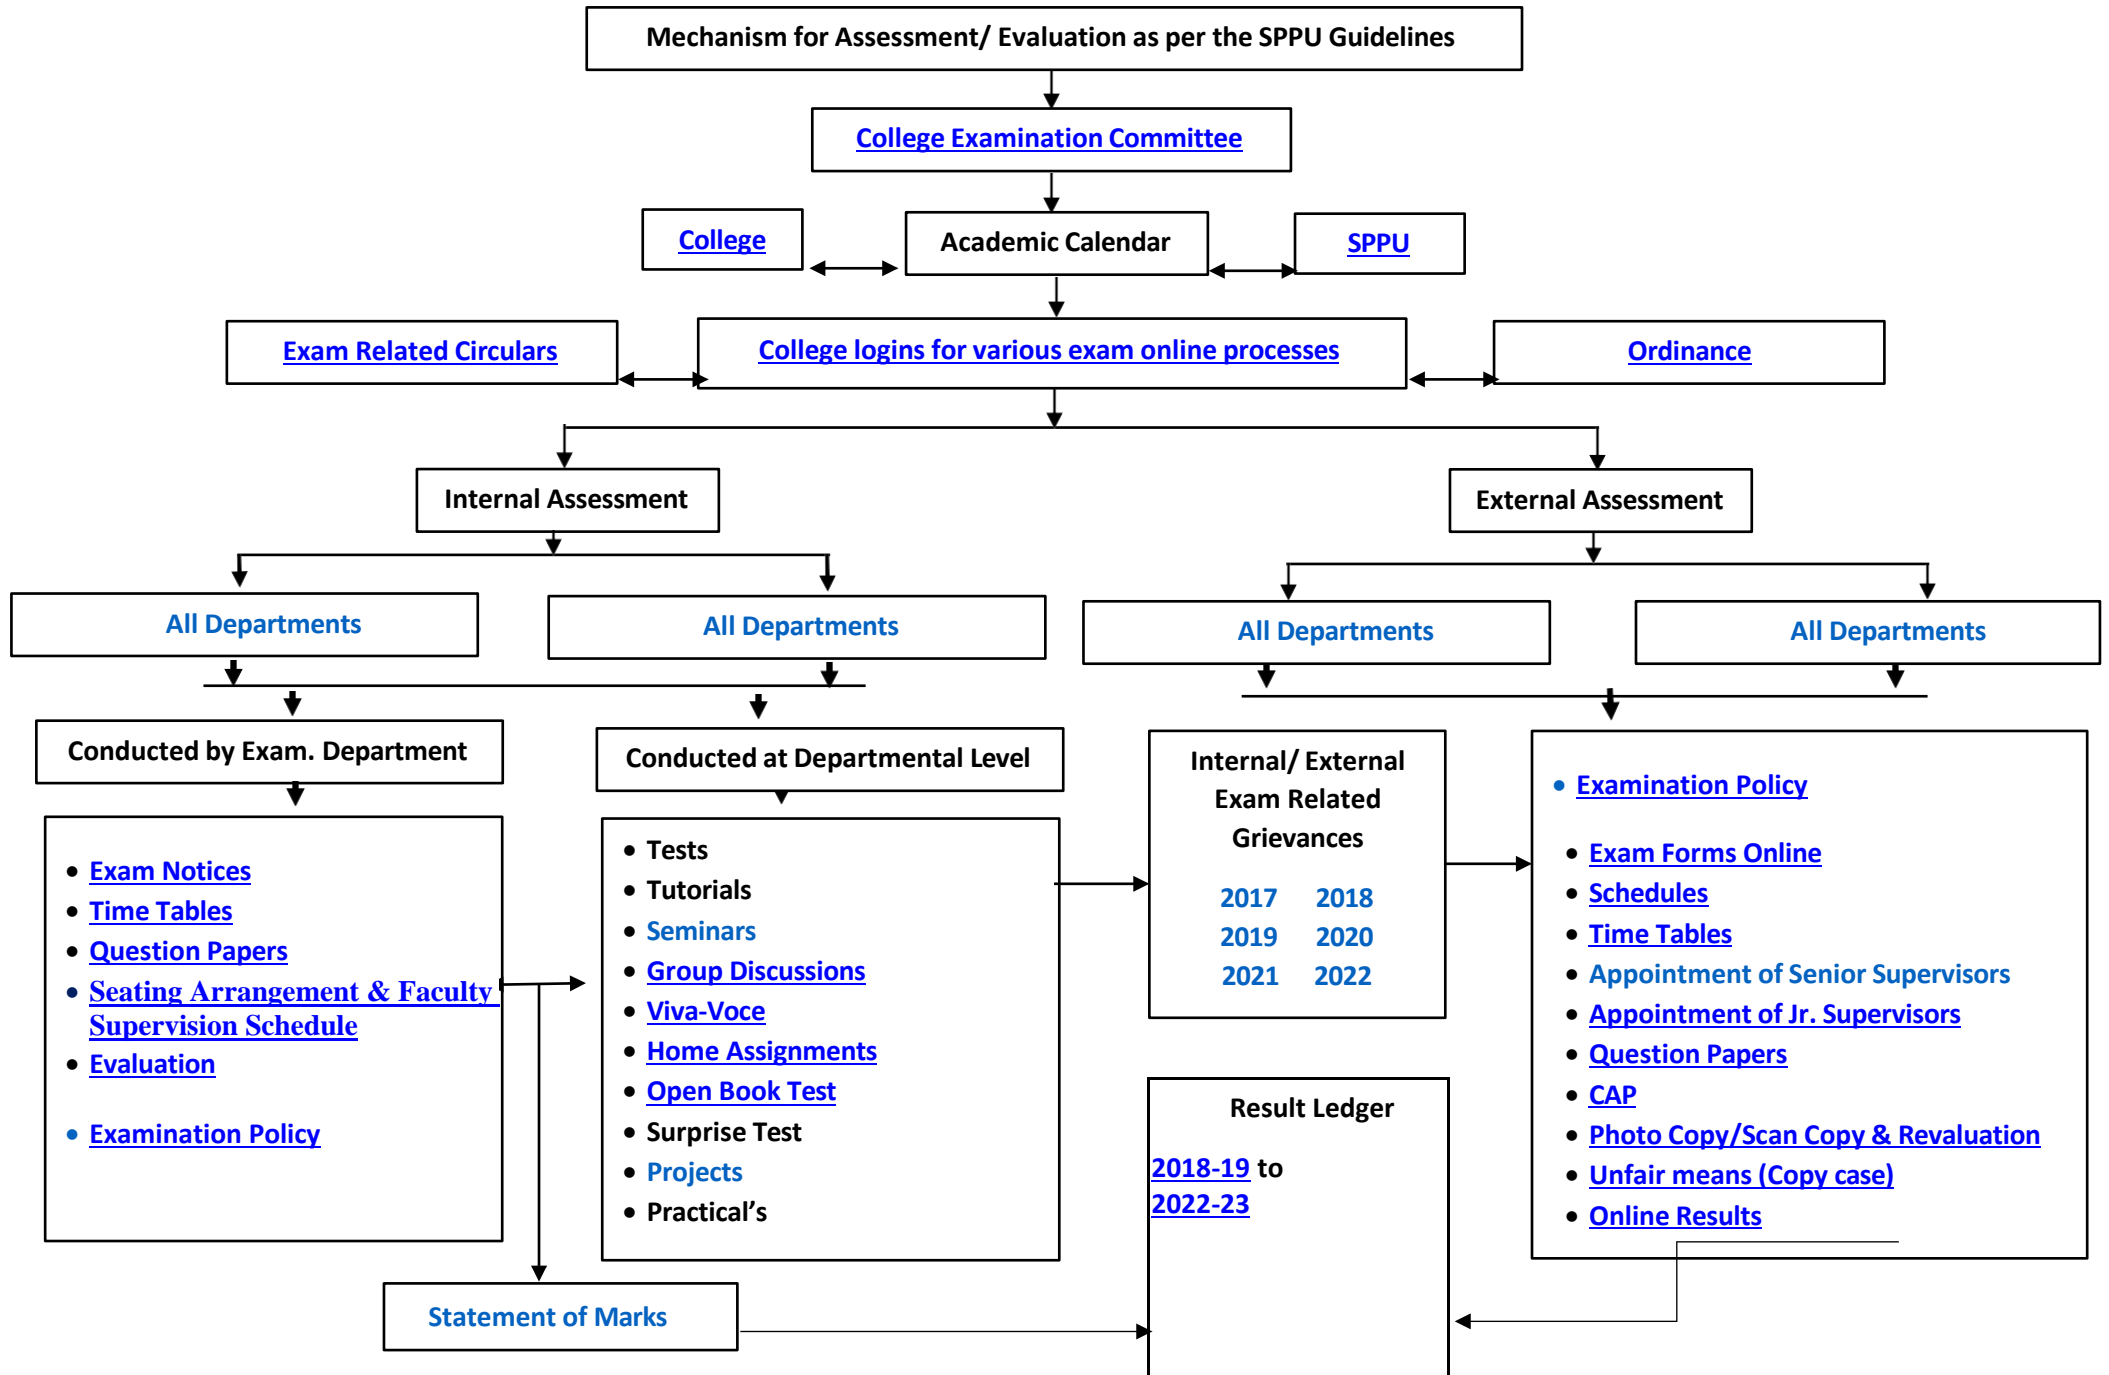 Mechanism for Assessment/ Evaluation as per the SPPU Guidelines
College Examination Committee
College
Academic Calendar
SPPU
Exam Related Circulars
College logins for various exam online processes
Ordinance
Internal Assessment
External Assessment
All Departments
All Departments
All Departments
All Departments
Conducted by Exam. Department
• Exam Notices
• Time Tables
• Question Papers
• Seating Arrangement & Faculty
Supervision Schedule
• Evaluation
• Examination Policy
Conducted at Departmental Level
• Tests
• Tutorials
• Seminars
• Group Discussions
• Viva-Voce
• Home Assignments
• Open Book Test
• Surprise Test
• Projects
• Practical’s
Internal/ External
Exam Related
Grievances
2017 2018
2019 2020
2021 2022
• Examination Policy
• Exam Forms Online
• Schedules
• Time Tables
• Appointment of Senior Supervisors
• Appointment of Jr. Supervisors
• Question Papers
• CAP
• Photo Copy/Scan Copy & Revaluation
• Unfair means (Copy case)
• Online Results
Result Ledger
2018-19 to
2022-23
Statement of Marks